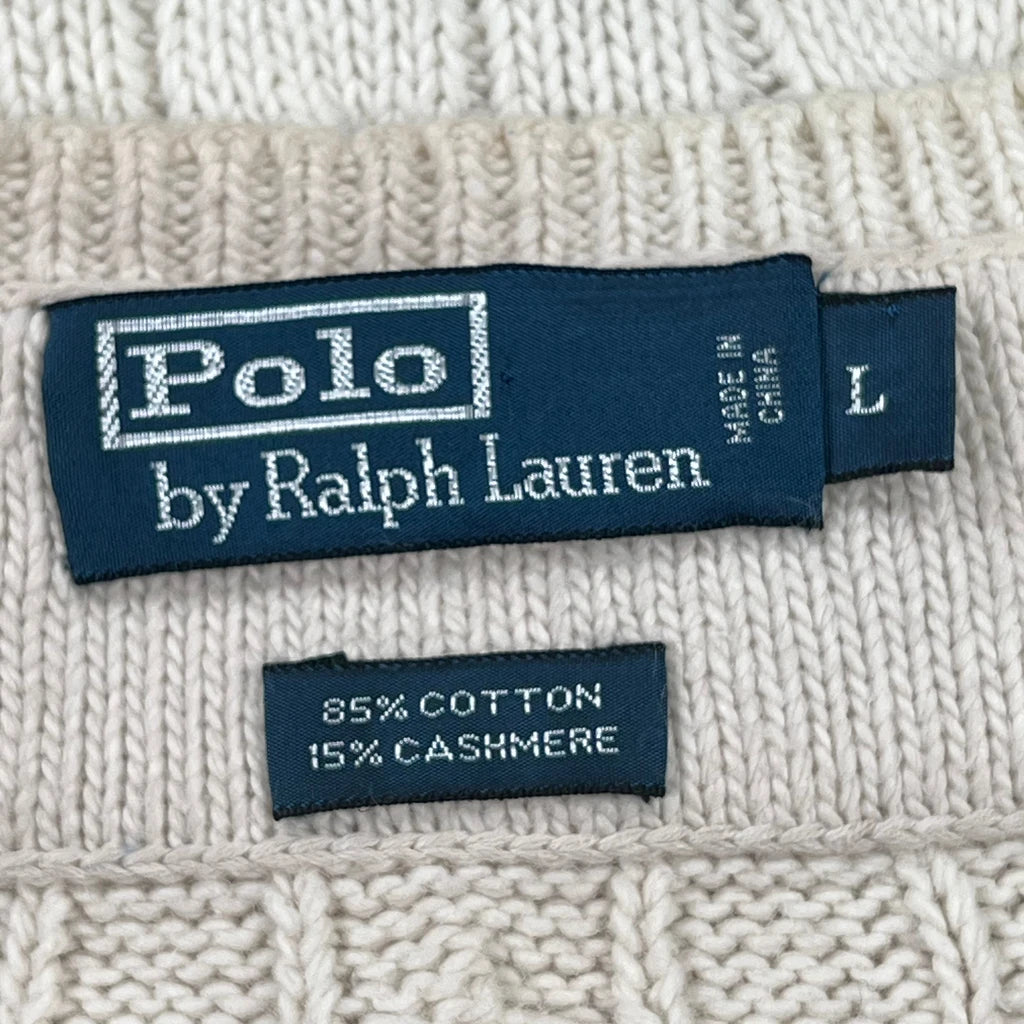 Polo
by Ralph Lauren
MADE IN
CHINA
L
85% COTTON
15% CASHMERE